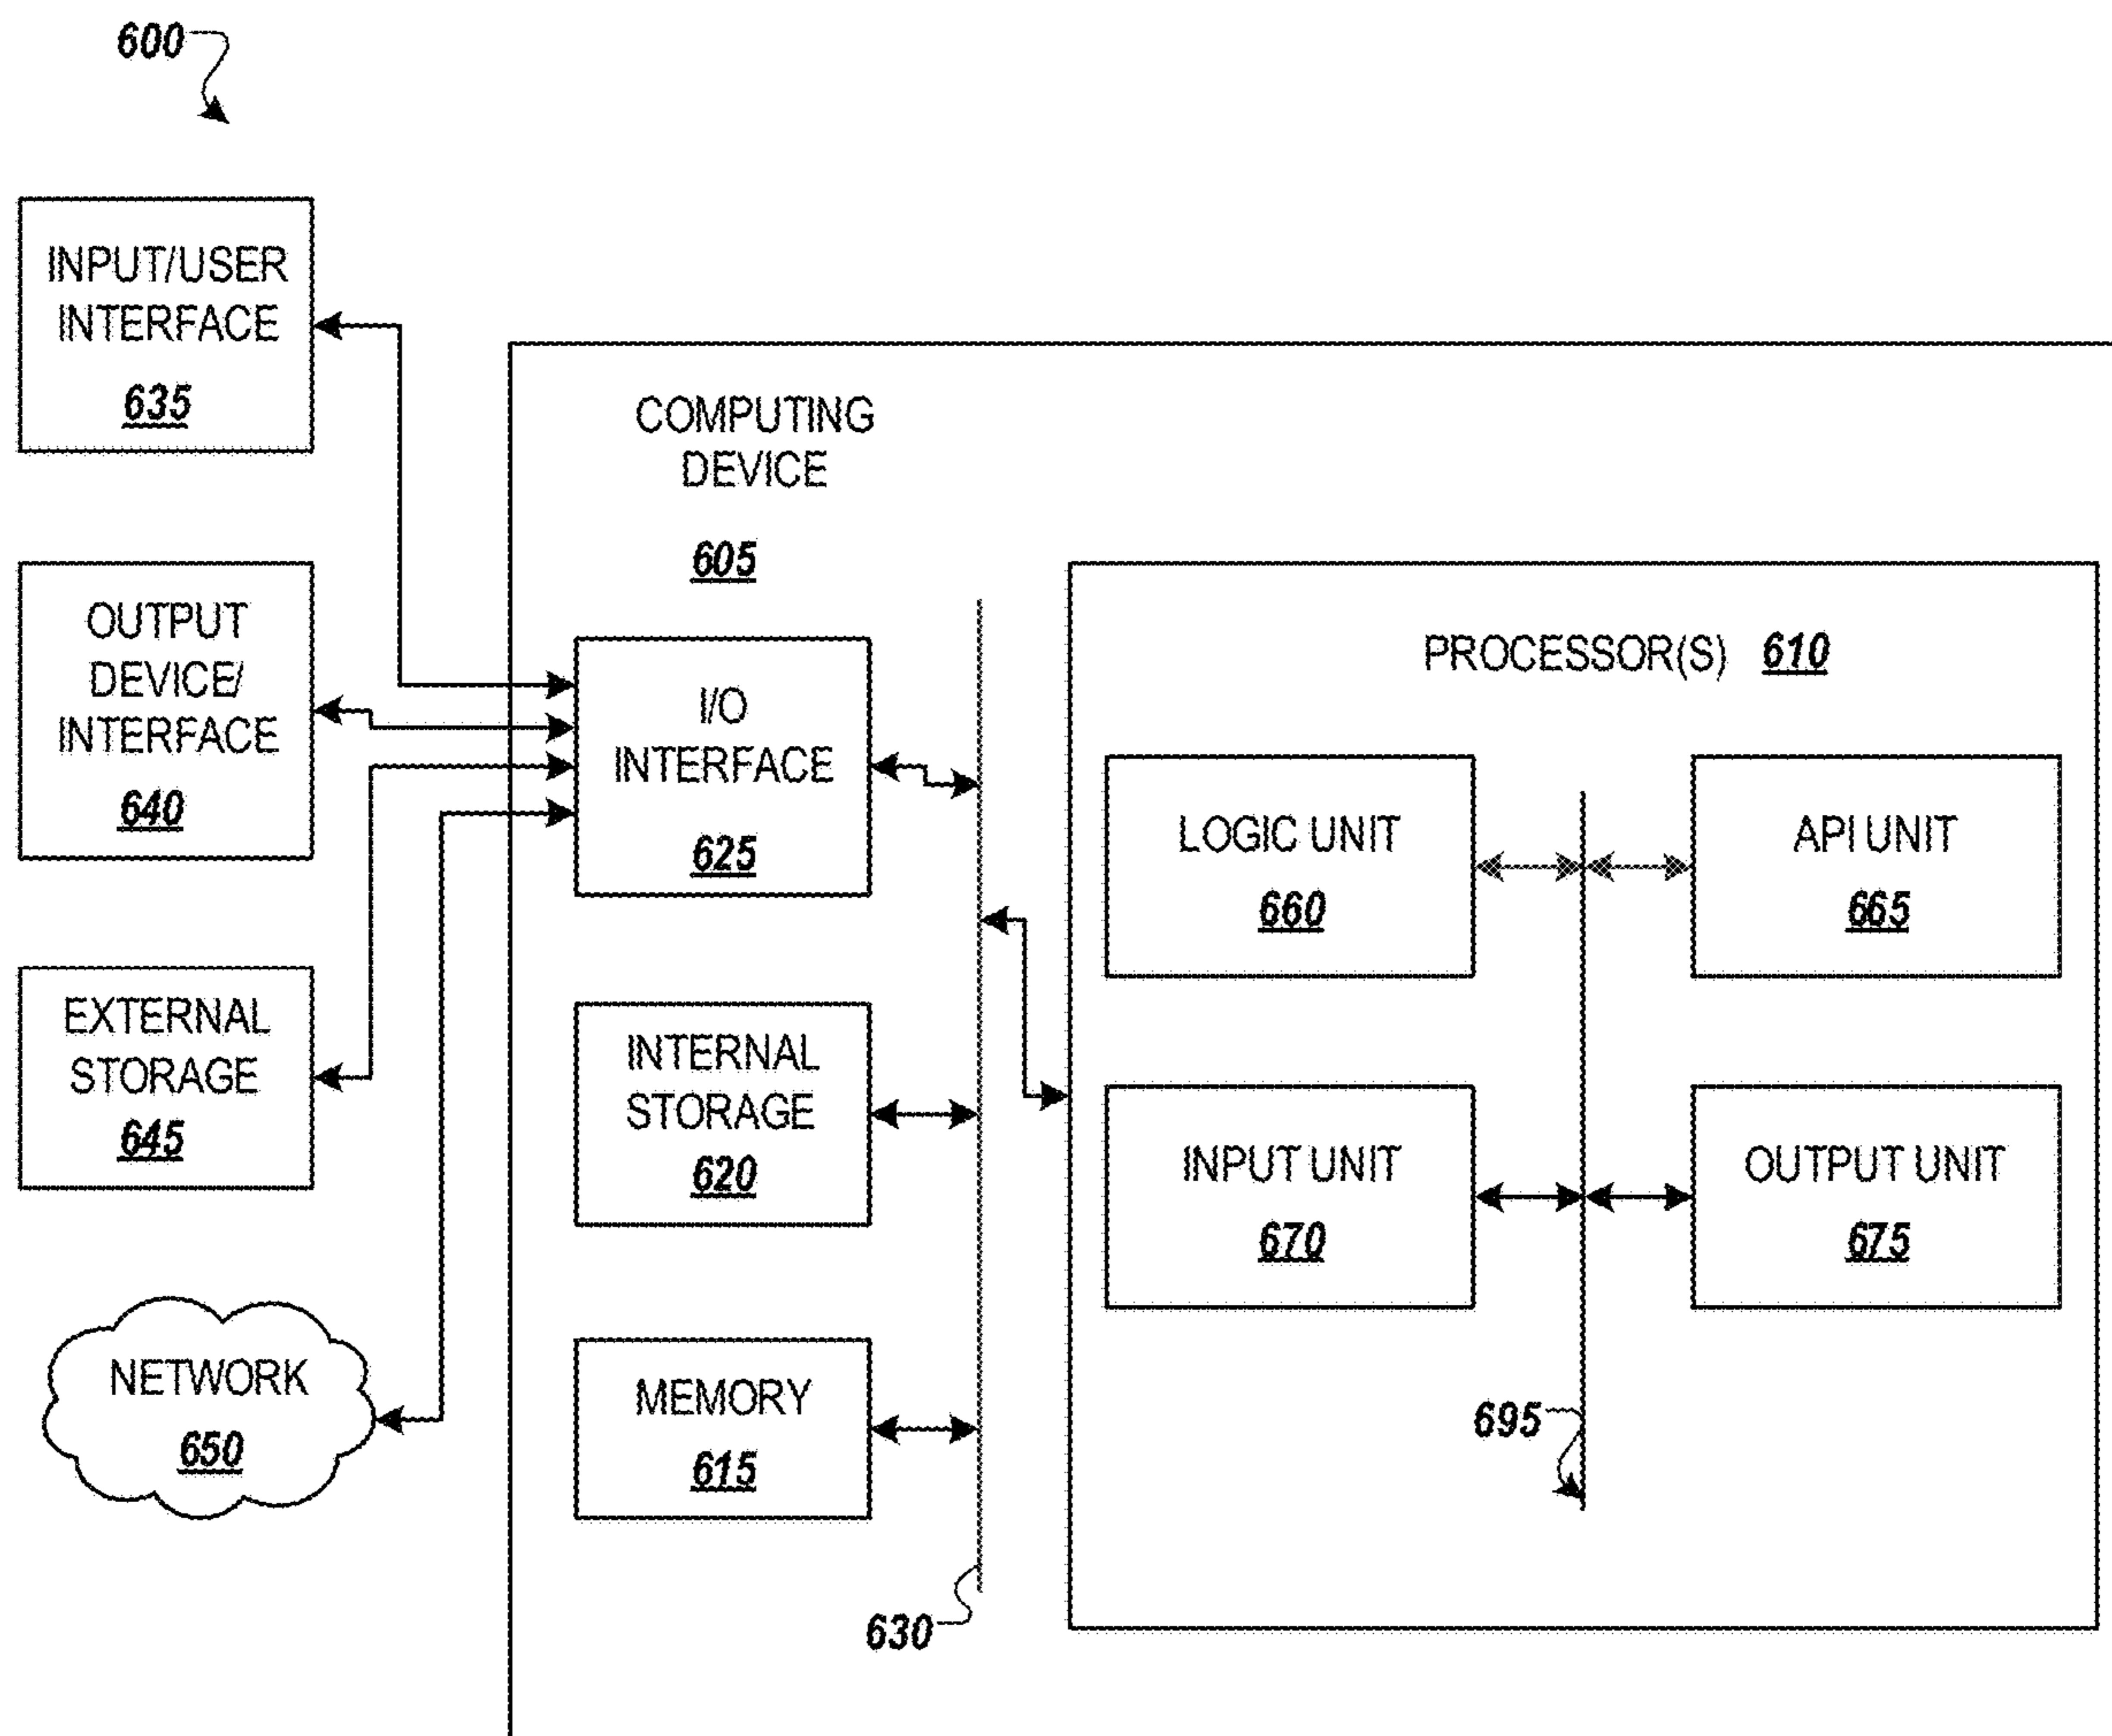 600
INPUT/USER
INTERFACE
635
OUTPUT
DEVICE/
INTERFACE
640
EXTERNAL
STORAGE
645
NETWORK
650
COMPUTING
DEVICE
605
I/O
INTERFACE
625
INTERNAL
STORAGE
620
MEMORY
615
630
PROCESSOR(S) 610
LOGIC UNIT
660
API UNIT
665
INPUT UNIT
670
OUTPUT UNIT
675
695